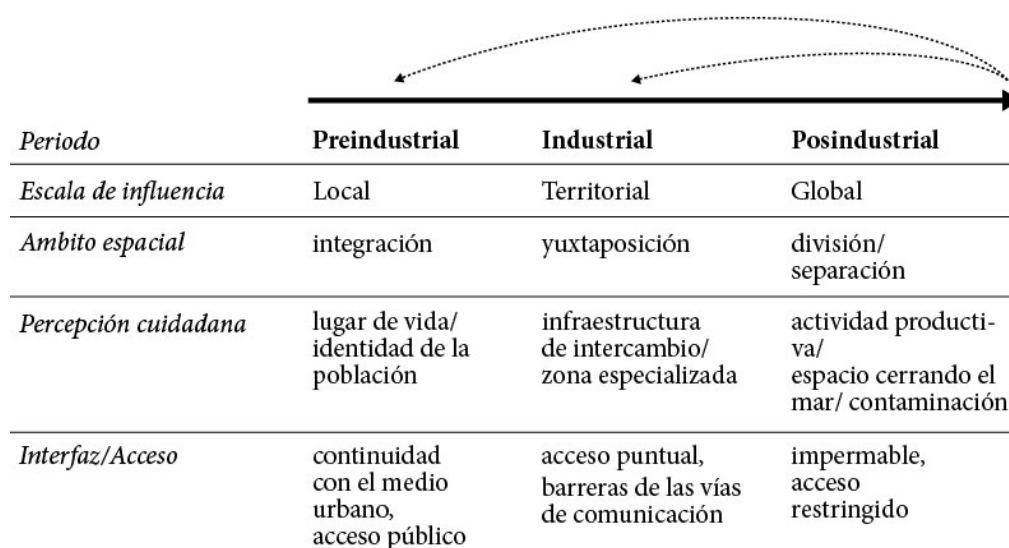 Periodo Preindustrial Industrial Posindustrial
Escala de influencia Local Territorial Global
Ambito espacial integración yuxtaposición división/
separación
Percepción cuidadana lugar de vida/ infraestructura actividad producti-
identidad de la de intercambio/ va/
población zona especializada espacio cerrando el
mar/ contaminación
Interfaz/Acceso continuidad acceso puntual, impermable,
con el medio barreras de las vías acceso
urbano, de comunicación restringido
acceso público